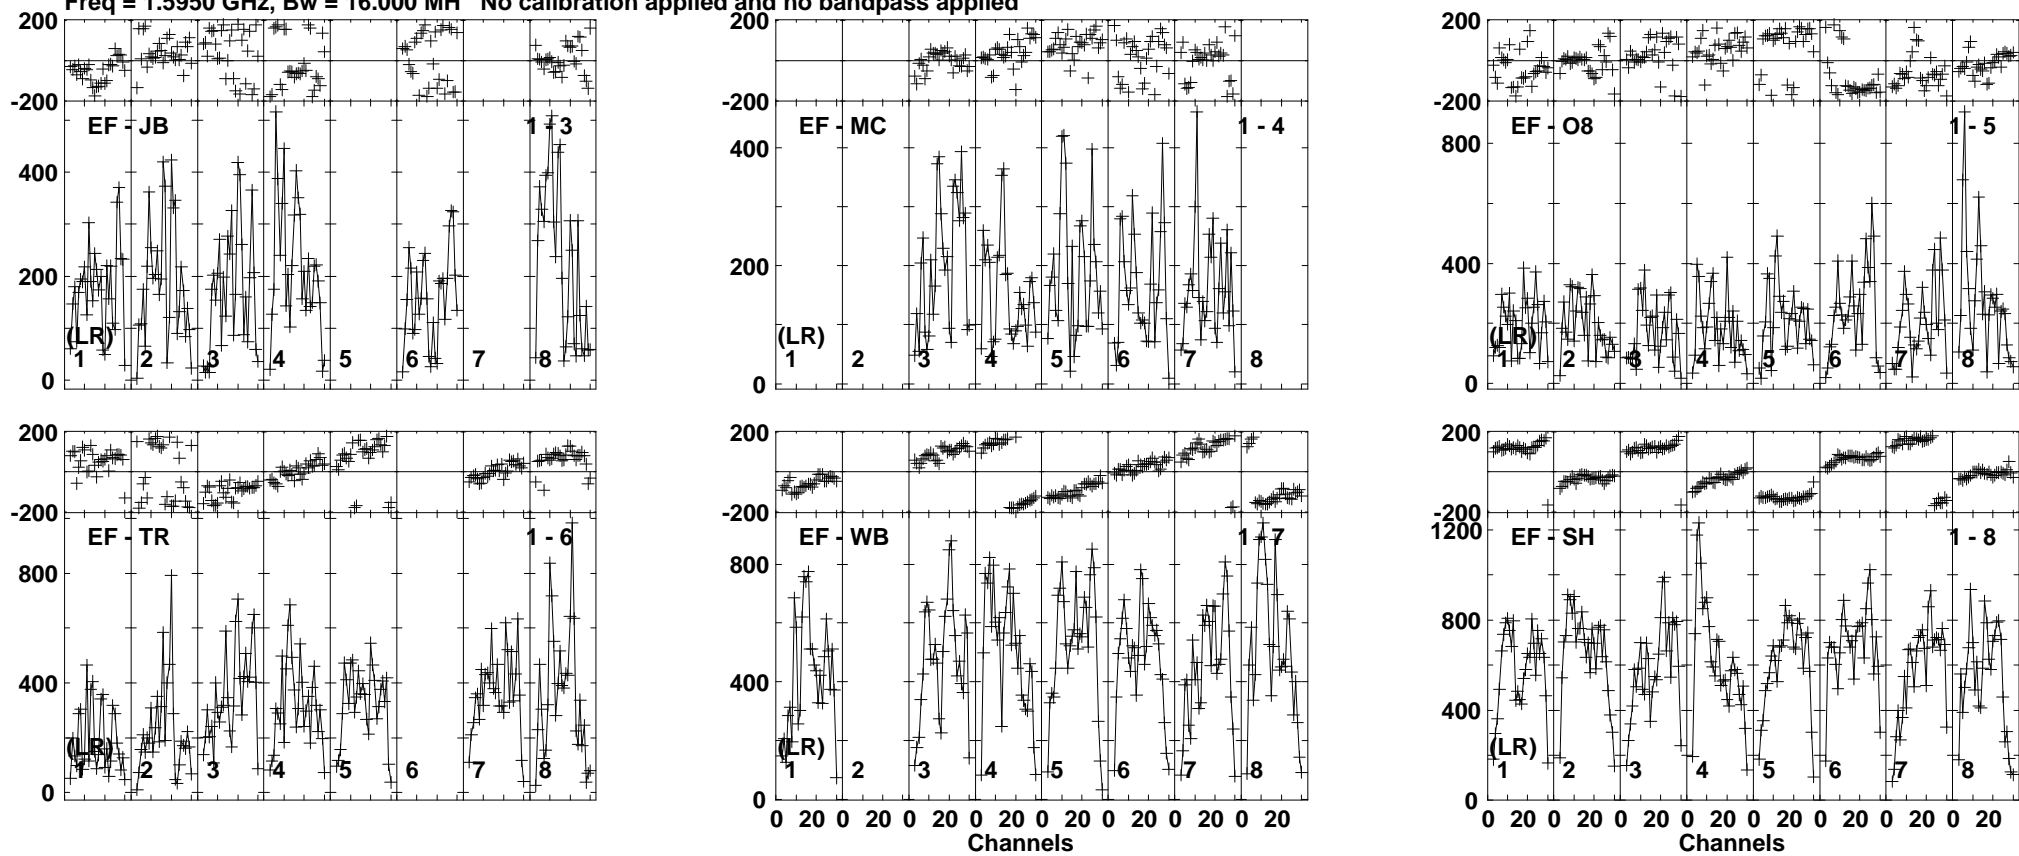 Freq = 1.5950 GHz, Bw = 16.000 MH No calibration applied and no bandpass applied
200
-200
EF - JB
1 - 3
400
200
0
(LR)
1 2 3 4 5 6 7 8
200
-200
EF - MC
1 - 4
400
200
0
(LR)
1 2 3 4 5 6 7 8
200
-200
EF - O8
1 - 5
800
400
0
(LR)
1 2 3 4 5 6 7 8
200
-200
EF - TR
1 - 6
800
400
0
(LR)
1 2 3 4 5 6 7 8
200
-200
EF - WB
1 - 7
800
400
0
(LR)
1 2 3 4 5 6 7 8
0 20 0 20 0 20 0 20 0 20 0 20 0 20 0 20
Channels
200
-200
1200
EF - SH
1 - 8
800
400
0
(LR)
1 2 3 4 5 6 7 8
0 20 0 20 0 20 0 20 0 20 0 20 0 20 0 20
Channels